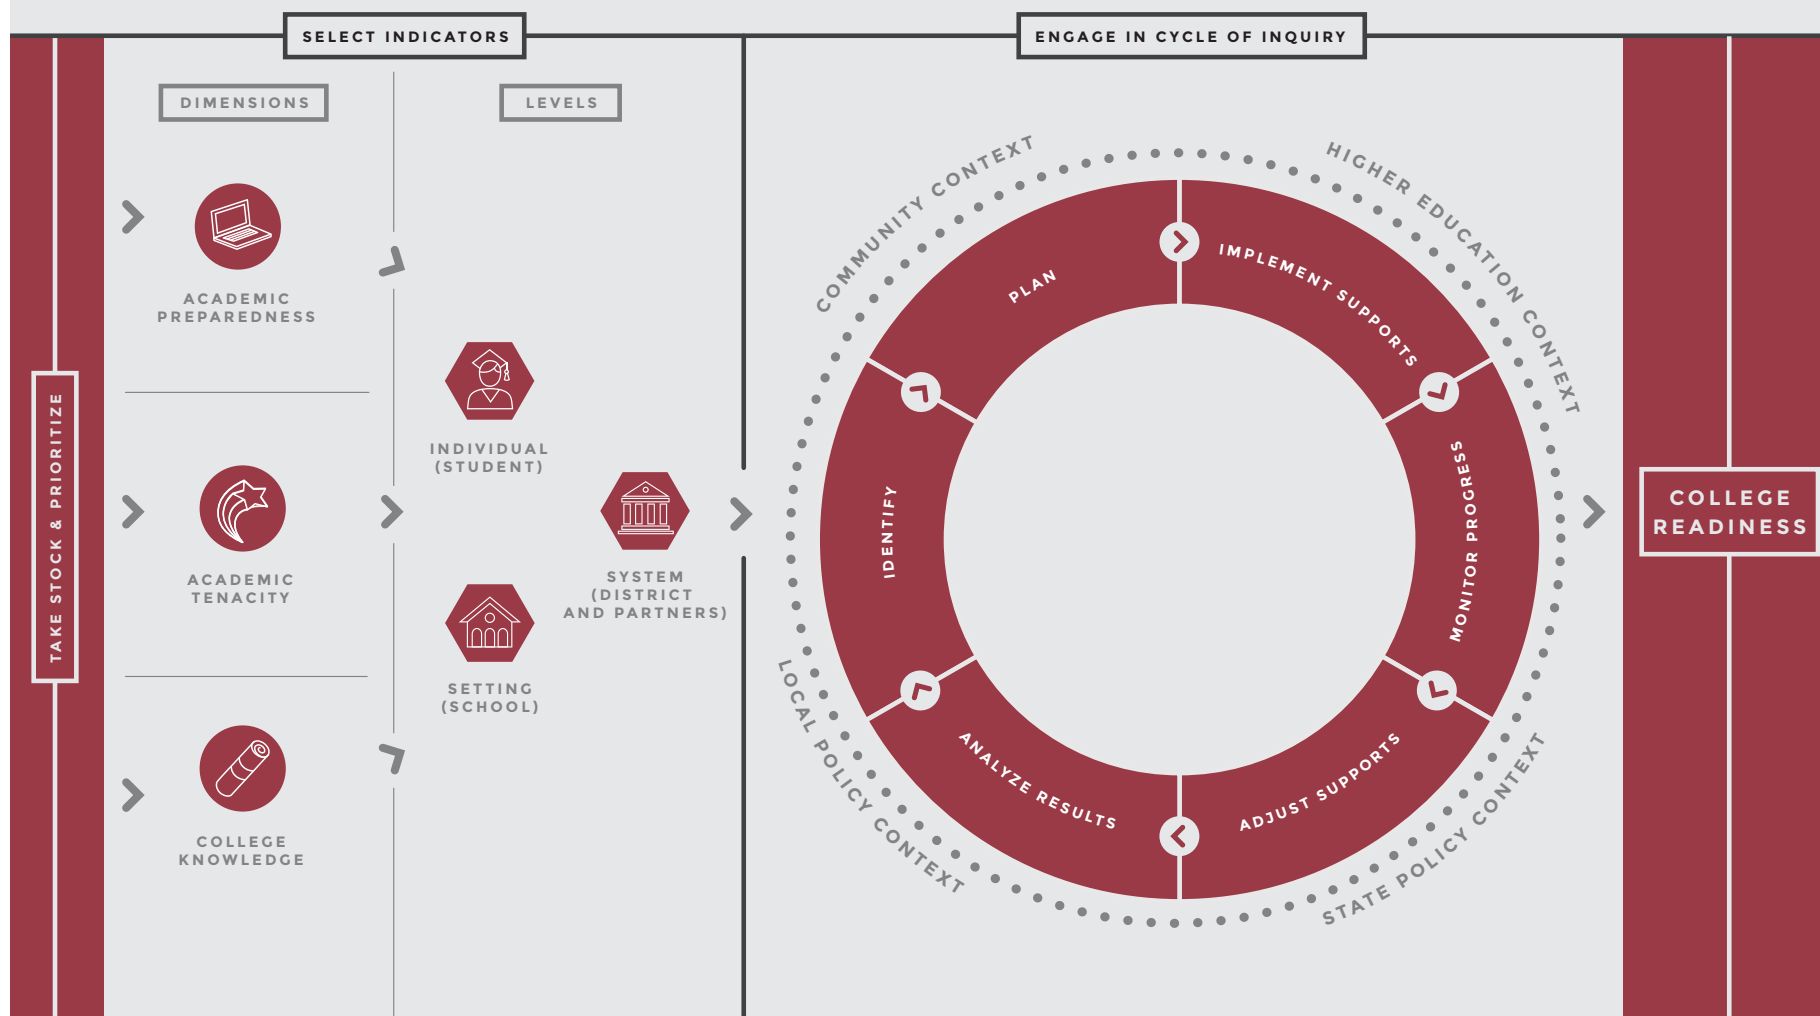 SELECT INDICATORS
ENGAGE IN CYCLE OF INQUIRY
TAKE STOCK & PRIORITIZE
DIMENSIONS
LEVELS
ACADEMIC
PREPAREDNESS
ACADEMIC
TENACITY
COLLEGE
KNOWLEDGE
INDIVIDUAL
(STUDENT)
SETTING
(SCHOOL)
SYSTEM
(DISTRICT
AND PARTNERS)
COMMUNITY CONTEXT
HIGHER EDUCATION CONTEXT
STATE POLICY CONTEXT
LOCAL POLICY CONTEXT
PLAN
IMPLEMENT SUPPORTS
MONITOR PROGRESS
ADJUST SUPPORTS
ANALYZE RESULTS
IDENTIFY
COLLEGE
READINESS